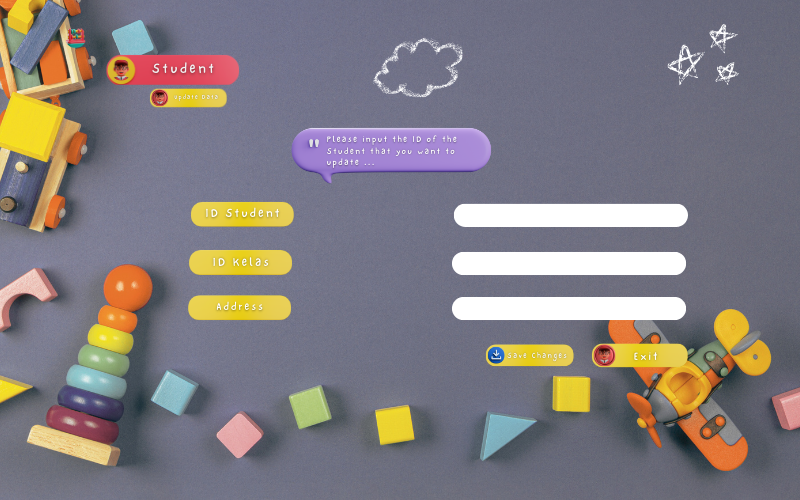 Student
Update Data
"
Please input the ID of the
Student that you want to
update ...
ID Student
ID Kelas
Address
Save Changes
Exit